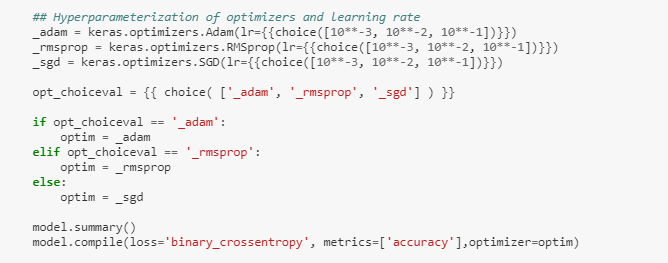 ## Hyperparameterization of optimizers and learning rate
_adam = keras.optimizers.Adam(lr={{choice([10**-3, 10**-2, 10**-1])}})
_rmsprop = keras.optimizers.RMSprop(lr={{choice([10**-3, 10**-2, 10**-1])}})
_sgd = keras.optimizers.SGD(lr={{choice([10**-3, 10**-2, 10**-1])}})
opt_choiceval = {{ choice( ['_adam', '_rmsprop', '_sgd'] ) }}
if opt_choiceval == '_adam':
    optim = _adam
elif opt_choiceval == '_rmsprop':
    optim = _rmsprop
else:
    optim = _sgd
model.summary()
model.compile(loss='binary_crossentropy', metrics=['accuracy'],optimizer=optim)